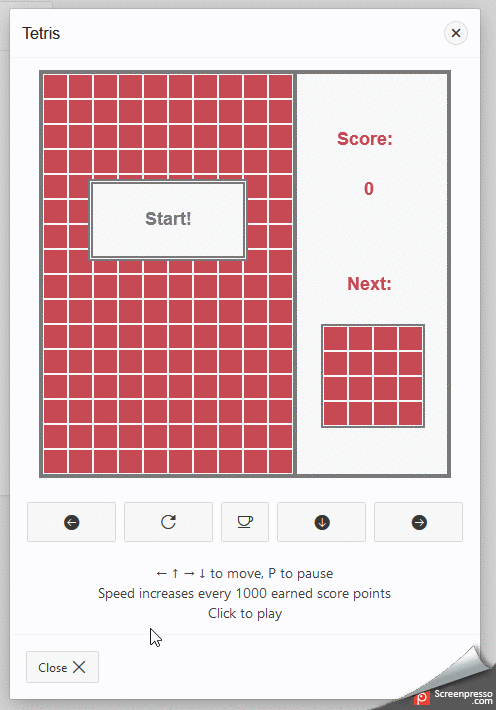 Tetris
Score:
0
Start!
Next:
← ↑ → ↓ to move, P to pause
Speed increases every 1000 earned score points
Click to play
Close
Screenpresso
.com